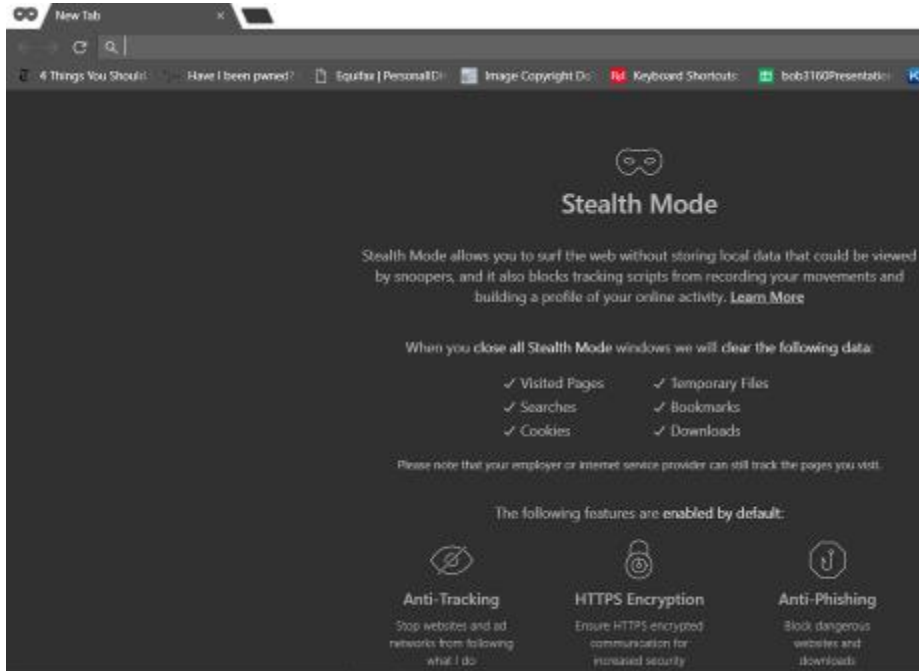 New Tab
4 Things You Should
Have I been pwned?
Equifax | PersonalID
Image Copyright Do
Keyboard Shortcuts:
bob3160Presentatio
Stealth Mode
Stealth Mode allows you to surf the web without storing local data that could be viewed
by snoopers, and it also blocks tracking scripts from recording your movements and
building a profile of your online activity. Learn More
When you close all Stealth Mode windows we will clear the following data:
✓ Visited Pages ✓ Temporary Files
✓ Searches ✓ Bookmarks
✓ Cookies ✓ Downloads
Please note that your employer or internet service provider can still track the pages you visit.
The following features are enabled by default:
Anti-Tracking HTTPS Encryption Anti-Phishing
Stop websites and ad Ensure HTTPS encrypted Block dangerous
networks from following communication for websites and
what I do increased security downloads